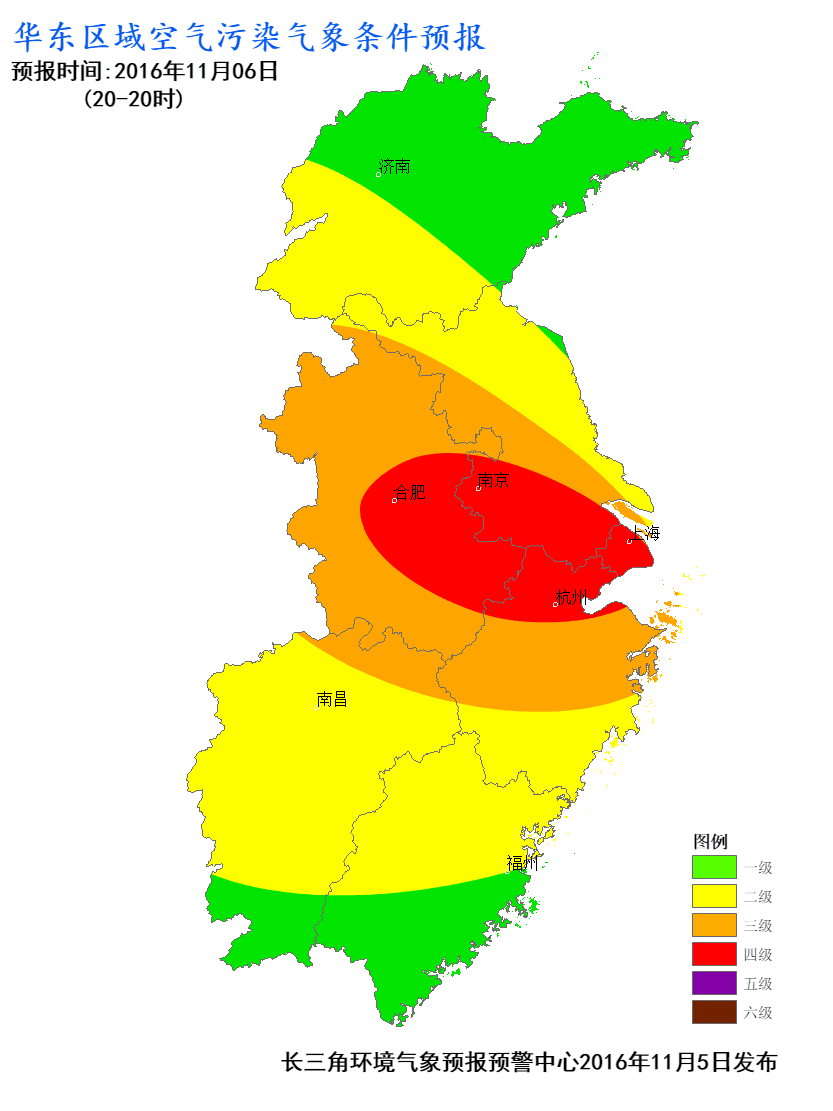 华东区域空气污染气象条件预报
预报时间:2016年11月06日
(20-20时)
济南
南京
合肥
上海
杭州
南昌
福州
图例
一级
二级
三级
四级
五级
六级
长三角环境气象预报预警中心2016年11月5日发布